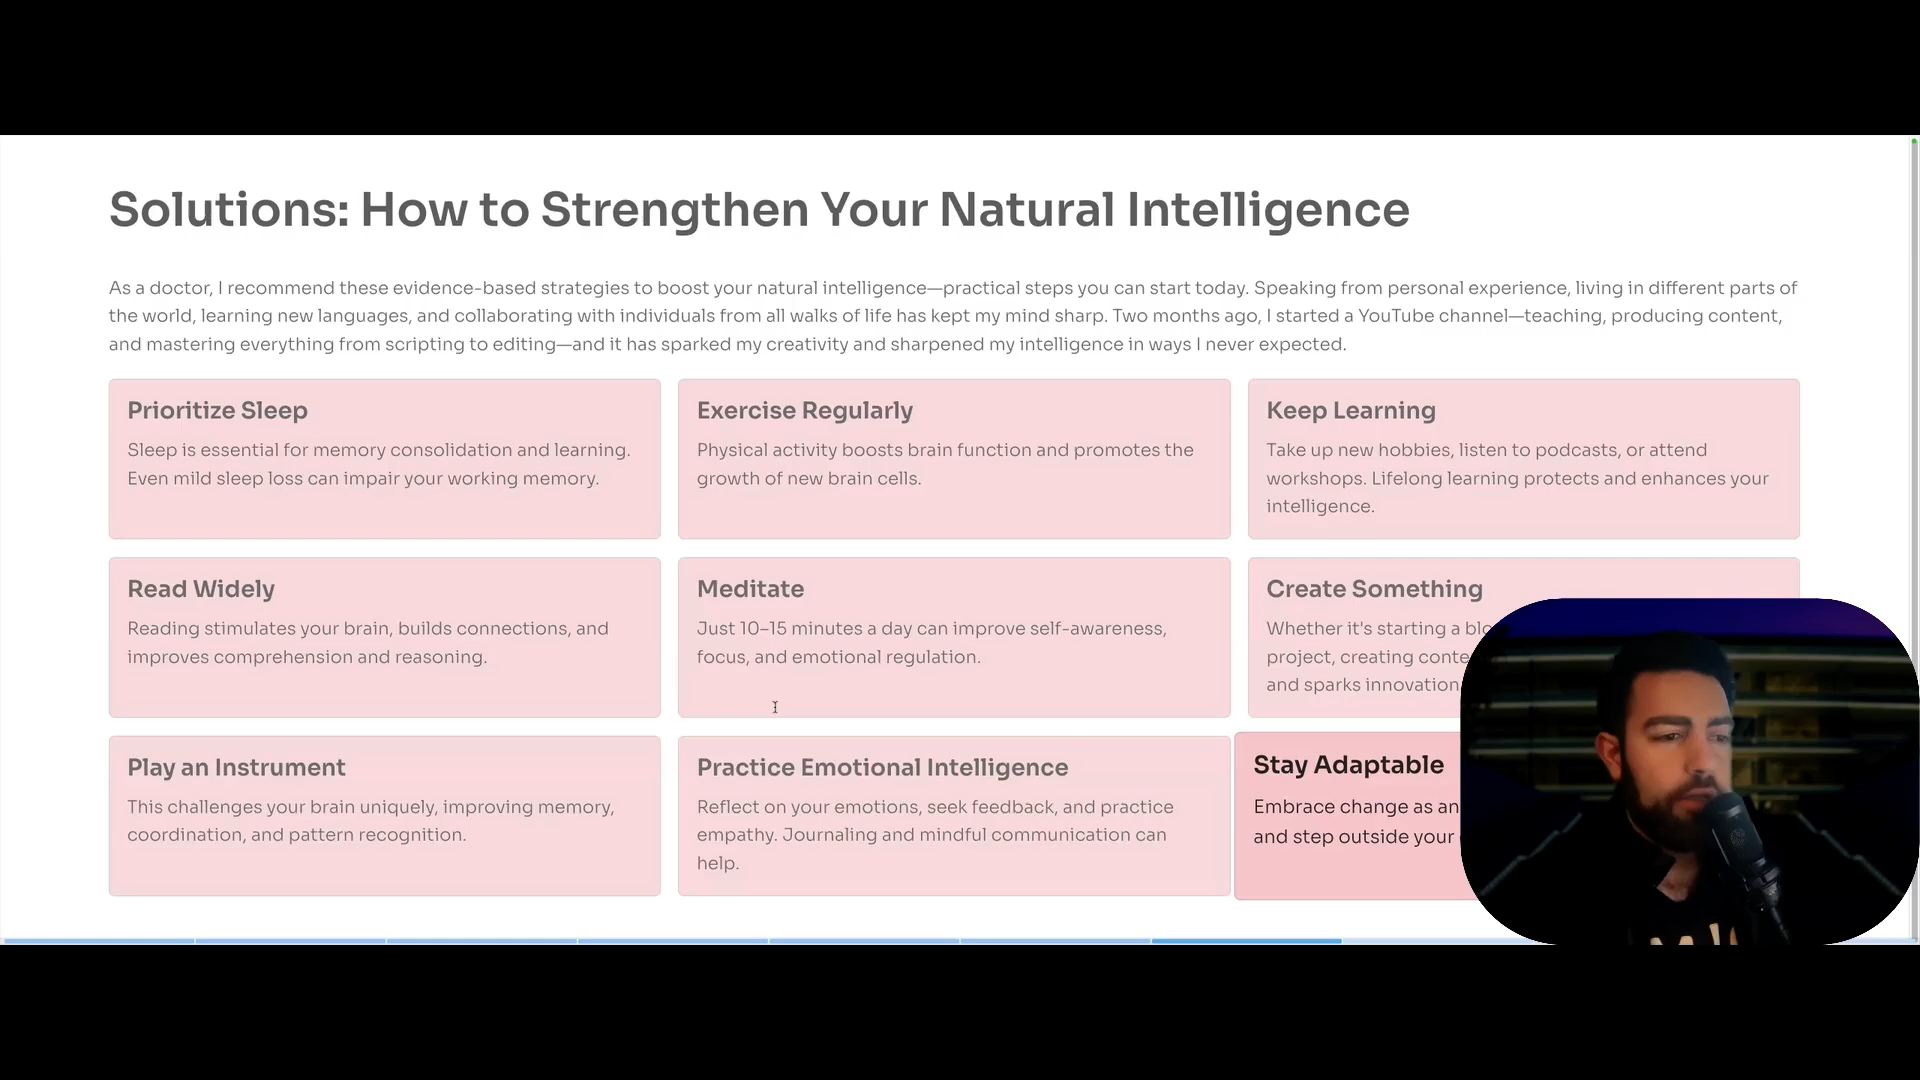 Solutions: How to Strengthen Your Natural Intelligence
As a doctor, I recommend these evidence-based strategies to boost your natural intelligence—practical steps you can start today. Speaking from personal experience, living in different parts of
the world, learning new languages, and collaborating with individuals from all walks of life has kept my mind sharp. Two months ago, I started a YouTube channel—teaching, producing content,
and mastering everything from scripting to editing—and it has sparked my creativity and sharpened my intelligence in ways I never expected.
Prioritize Sleep
Sleep is essential for memory consolidation and learning.
Even mild sleep loss can impair your working memory.
Exercise Regularly
Physical activity boosts brain function and promotes the
growth of new brain cells.
Keep Learning
Take up new hobbies, listen to podcasts, or attend
workshops. Lifelong learning protects and enhances your
intelligence.
Read Widely
Reading stimulates your brain, builds connections, and
improves comprehension and reasoning.
Meditate
Just 10–15 minutes a day can improve self-awareness,
focus, and emotional regulation.
Create Something
Whether it's starting a
project, creating
and sparks innovation
Play an Instrument
This challenges your brain uniquely, improving memory,
coordination, and pattern recognition.
Practice Emotional Intelligence
Reflect on your emotions, seek feedback, and practice
empathy. Journaling and mindful communication can
help.
Stay Adaptable
Embrace change as an
and step outside your